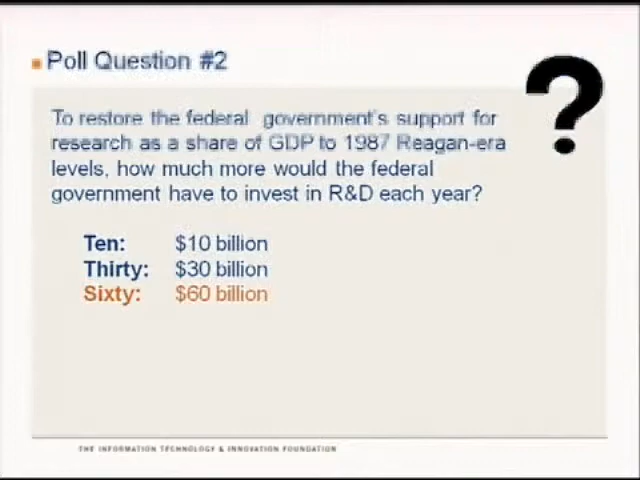 Poll Question #2
?
To restore the federal government's support for
research as a share of GDP to 1987 Reagan-era
levels, how much more would the federal
government have to invest in R&D each year?
Ten: $10 billion
Thirty: $30 billion
Sixty: $60 billion
THE INFORMATION TECHNOLOGY & INNOVATION FOUNDATION